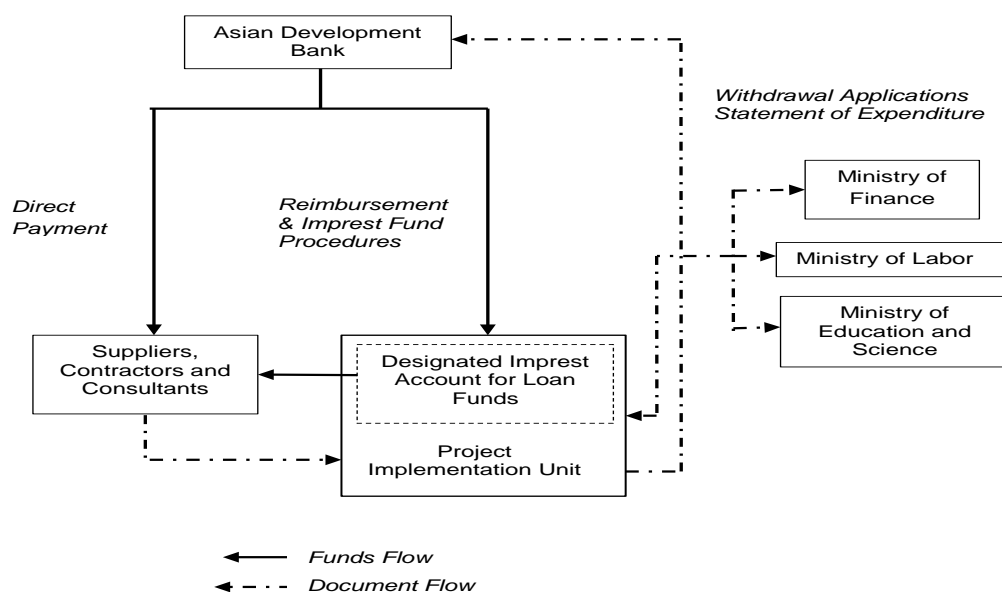 Asian Development
Bank
Withdrawal Applications
Statement of Expenditure
Ministry of
Finance
Direct
Payment
Reimbursement
& Imprest Fund
Procedures
Ministry of Labor
Ministry of
Education and
Science
Suppliers,
Contractors and
Consultants
Designated Imprest
Account for Loan
Funds
Project
Implementation Unit
Funds Flow
Document Flow